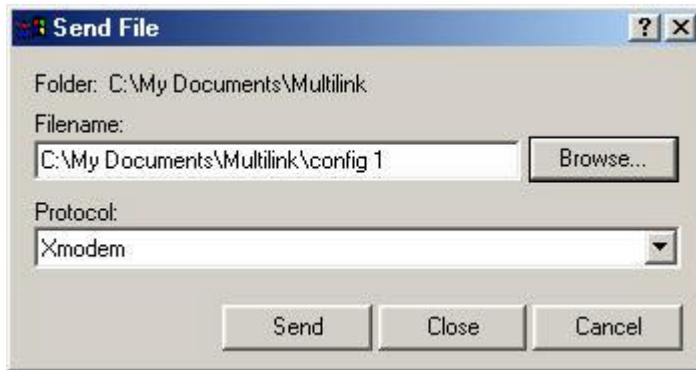 Send File
Folder: C:\My Documents\Multilink
Filename:
C:\My Documents\Multilink\config 1
Browse...
Protocol:
Xmodem
Send Close Cancel